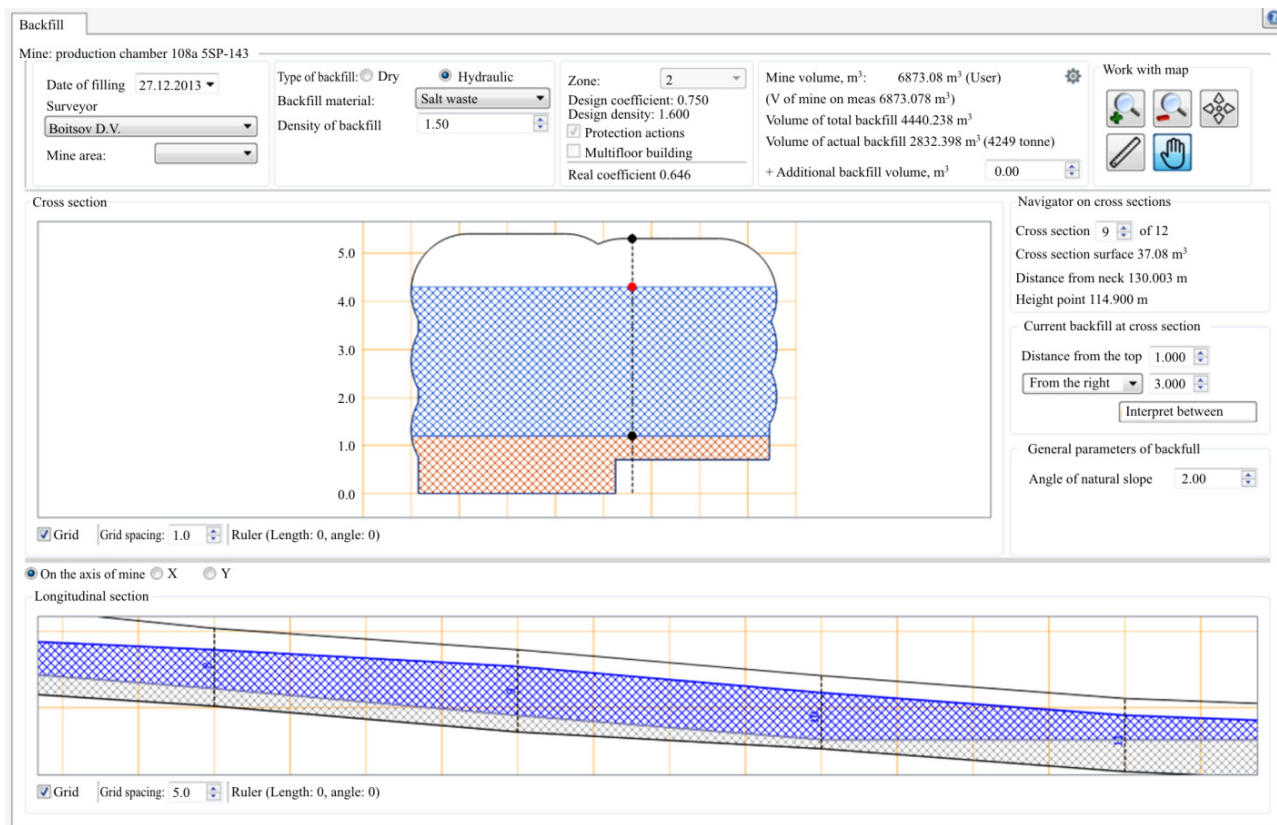 Backfill
Mine: production chamber 108a 5SP-143
Date of filling 27.12.2013
Surveyor
Boitsov D.V.
Mine area:
Type of backfill: Dry Hydraulic
Backfill material: Salt waste
Density of backfill 1.50
Zone: 2
Design coefficient: 0.750
Design density: 1.600
Protection actions
Multifloor building
Real coefficient 0.646
Mine volume, m³: 6873.08 m³ (User)
(V of mine on meas 6873.078 m³)
Volume of total backfill 4440.238 m³
Volume of actual backfill 2832.398 m³ (4249 tonne)
+ Additional backfill volume, m³ 0.00
Work with map
Cross section
5.0
4.0
3.0
2.0
1.0
0.0
Grid Grid spacing: 1.0 Ruler (Length: 0, angle: 0)
Navigator on cross sections
Cross section 9 of 12
Cross section surface 37.08 m³
Distance from neck 130.003 m
Height point 114.900 m
Current backfill at cross section
Distance from the top 1.000
From the right 3.000
Interpret between
General parameters of backfull
Angle of natural slope 2.00
On the axis of mine X Y
Longitudinal section
8
9
10
11
Grid Grid spacing: 5.0 Ruler (Length: 0, angle: 0)